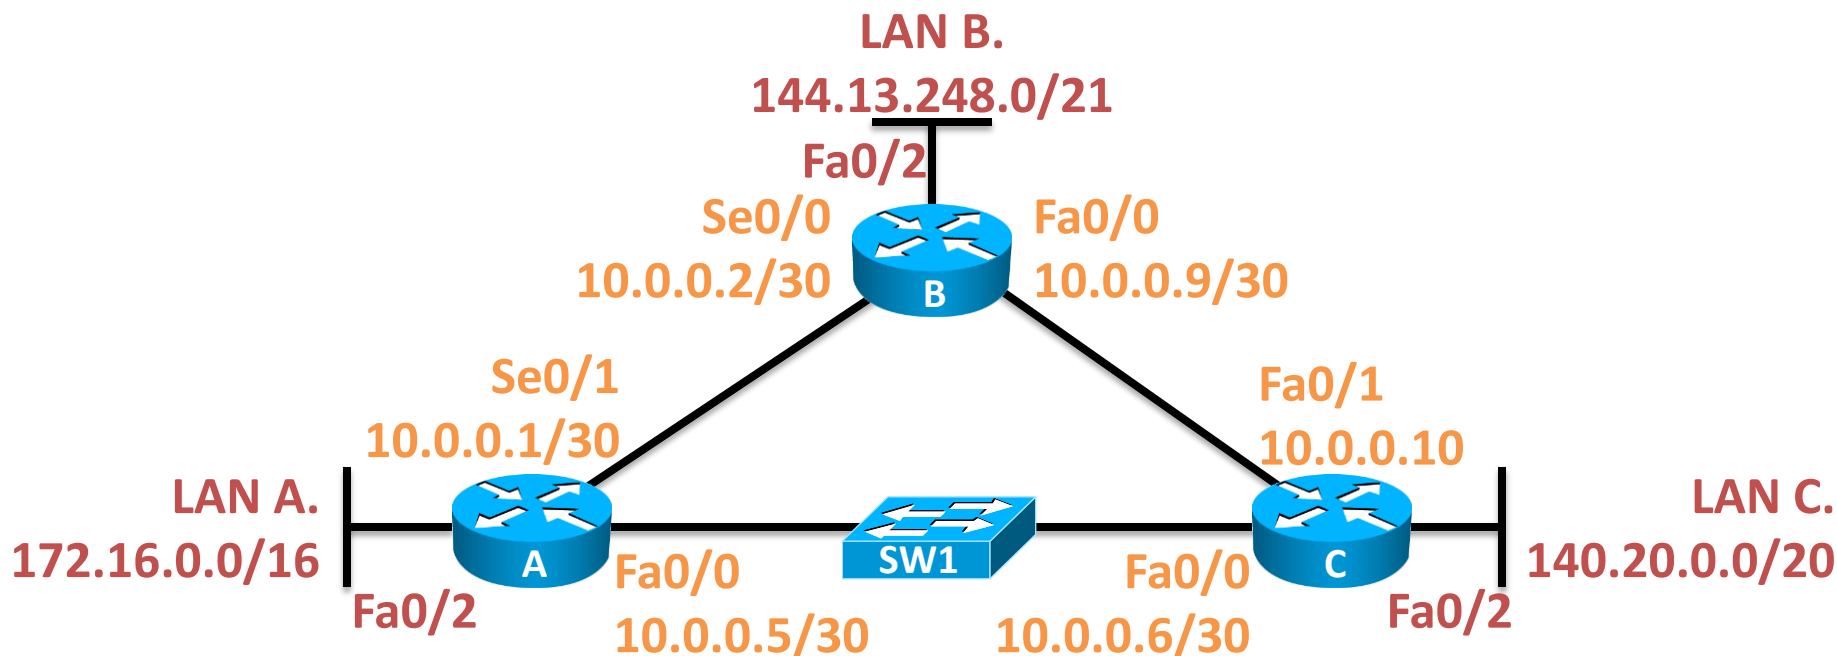 LAN B.
144.13.248.0/21
Fa0/2
Se0/0
10.0.0.2/30
Fa0/0
10.0.0.9/30
B
Se0/1
10.0.0.1/30
Fa0/1
10.0.0.10
LAN A.
172.16.0.0/16
Fa0/2
A
Fa0/0
10.0.0.5/30
SW1
Fa0/0
10.0.0.6/30
C
LAN C.
140.20.0.0/20
Fa0/2